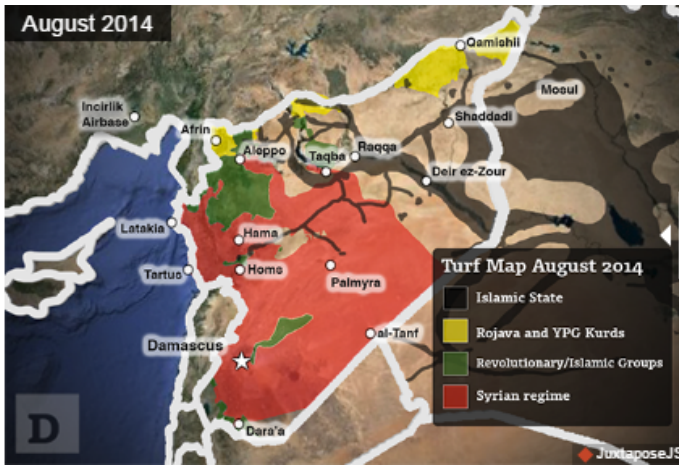 August 2014
Qamishli
Mosul
Incirlik
Airbase
Shaddadi
Afrin
Aleppo
Raqqa
Taqba
Deir ez-Zour
Latakia
Hama
Tartus
Homs
Palmyra
Damascus
al-Tanf
Dara'a
Turf Map August 2014
Islamic State
Rojava and YPG Kurds
Revolutionary/Islamic Groups
Syrian regime
D
JuxtaposeJS